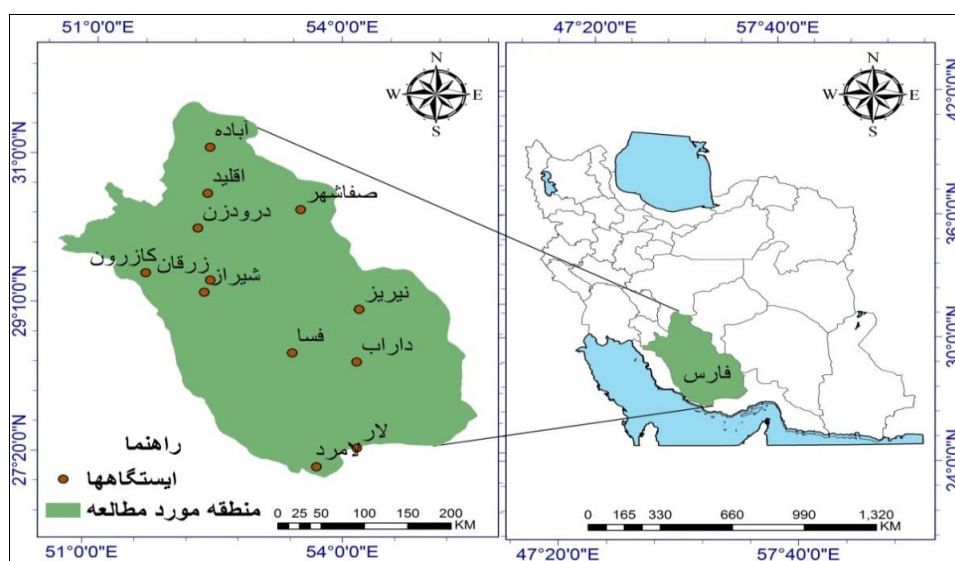 51°0'0"E
54°0'0"E
47°20'0"E
57°40'0"E
N
W
E
S
N
W
E
S
31°0'0"N
29°10'0"N
27°20'0"N
42°0'0"N
36°0'0"N
30°0'0"N
24°0'0"N
آباده
اقلید
صفاشهر
درودزن
کازرون
زرقان
شیراز
نیریز
فسا
داراب
لار
لامرد
فارس
راهنما
ایستگاهها
منطقه مورد مطالعه
0 25 50 100 150 200
KM
0 165 330 660 990 1,320
KM
51°0'0"E
54°0'0"E
47°20'0"E
57°40'0"E